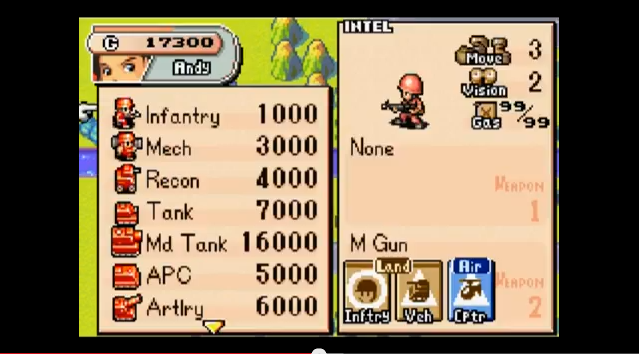 G 17300
Andy
Infantry 1000
Mech 3000
Recon 4000
Tank 7000
Md Tank 16000
APC 5000
Artlry 6000
INTEL
Move 3
Vision 2
Gas 99/99
None
WEAPON 1
M Gun
WEAPON 2
Land
Air
Inftry
Veh
Cptr